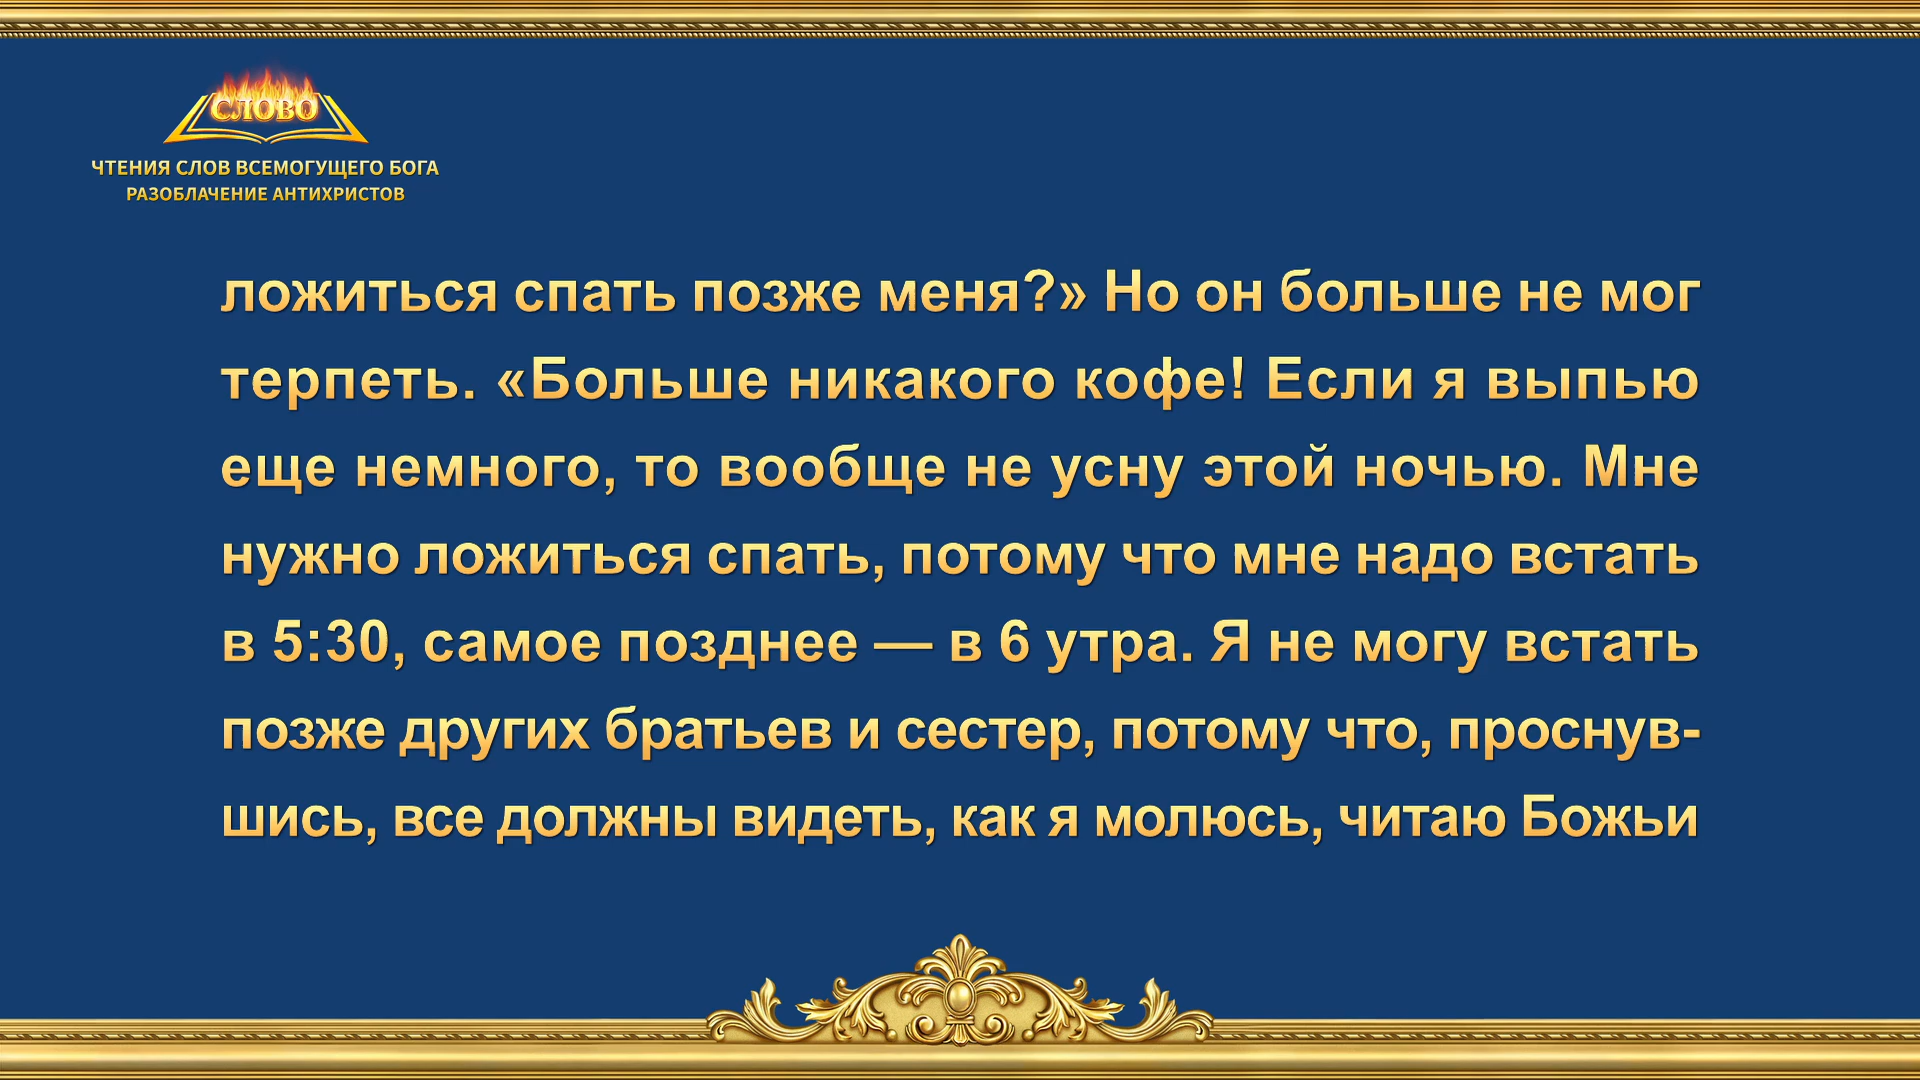 СЛОВО
ЧТЕНИЯ СЛОВ ВСЕМОГУЩЕГО БОГА
РАЗОБЛАЧЕНИЕ АНТИХРИСТОВ
ложиться спать позже меня?» Но он больше не мог
терпеть. «Больше никакого кофе! Если я выпью
еще немного, то вообще не усну этой ночью. Мне
нужно ложиться спать, потому что мне надо встать
в 5:30, самое позднее — в 6 утра. Я не могу встать
позже других братьев и сестер, потому что, проснув-
шись, все должны видеть, как я молюсь, читаю Божьи